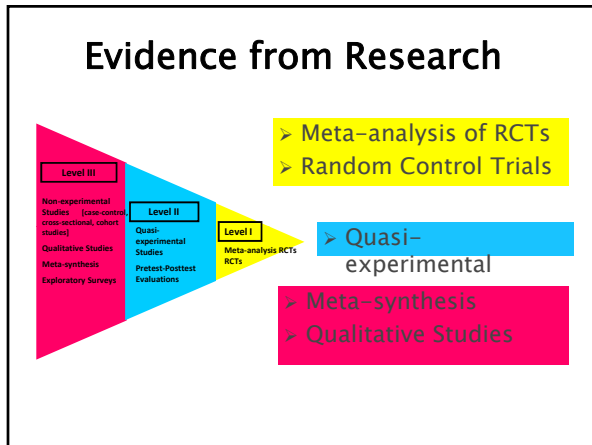 Evidence from Research
Level III
Non-experimental
Studies [case-control,
cross-sectional, cohort
studies]
Qualitative Studies
Meta-synthesis
Exploratory Surveys
Level II
Quasi-
experimental
Studies
Pretest-Posttest
Evaluations
Level I
Meta-analysis RCTs
RCTs
➢ Meta-analysis of RCTs
➢ Random Control Trials
➢ Quasi-
experimental
➢ Meta-synthesis
➢ Qualitative Studies